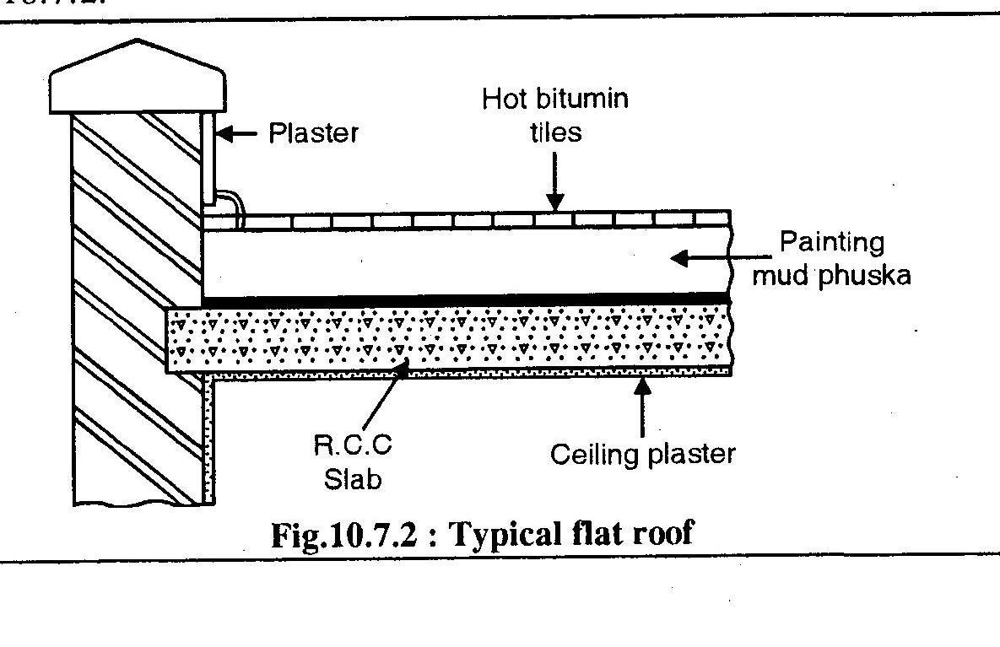 Plaster
Hot bitumin
tiles
Painting
mud phuska
R.C.C
Slab
Ceiling plaster
Fig.10.7.2 : Typical flat roof